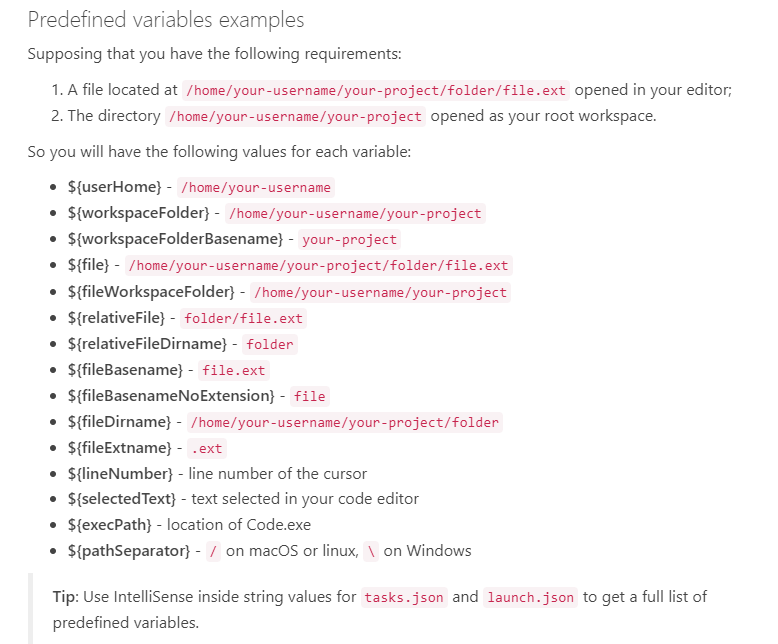 Predefined variables examples
Supposing that you have the following requirements:
1. A file located at /home/your-username/your-project/folder/file.ext opened in your editor;
2. The directory /home/your-username/your-project opened as your root workspace.
So you will have the following values for each variable:
• ${userHome} - /home/your-username
• ${workspaceFolder} - /home/your-username/your-project
• ${workspaceFolderBasename} - your-project
• ${file} - /home/your-username/your-project/folder/file.ext
• ${fileWorkspaceFolder} - /home/your-username/your-project
• ${relativeFile} - folder/file.ext
• ${relativeFileDirname} - folder
• ${fileBasename} - file.ext
• ${fileBasenameNoExtension} - file
• ${fileDirname} - /home/your-username/your-project/folder
• ${fileExtname} - .ext
• ${lineNumber} - line number of the cursor
• ${selectedText} - text selected in your code editor
• ${execPath} - location of Code.exe
• ${pathSeparator} - / on macOS or linux, \ on Windows
Tip: Use IntelliSense inside string values for tasks.json and launch.json to get a full list of
predefined variables.